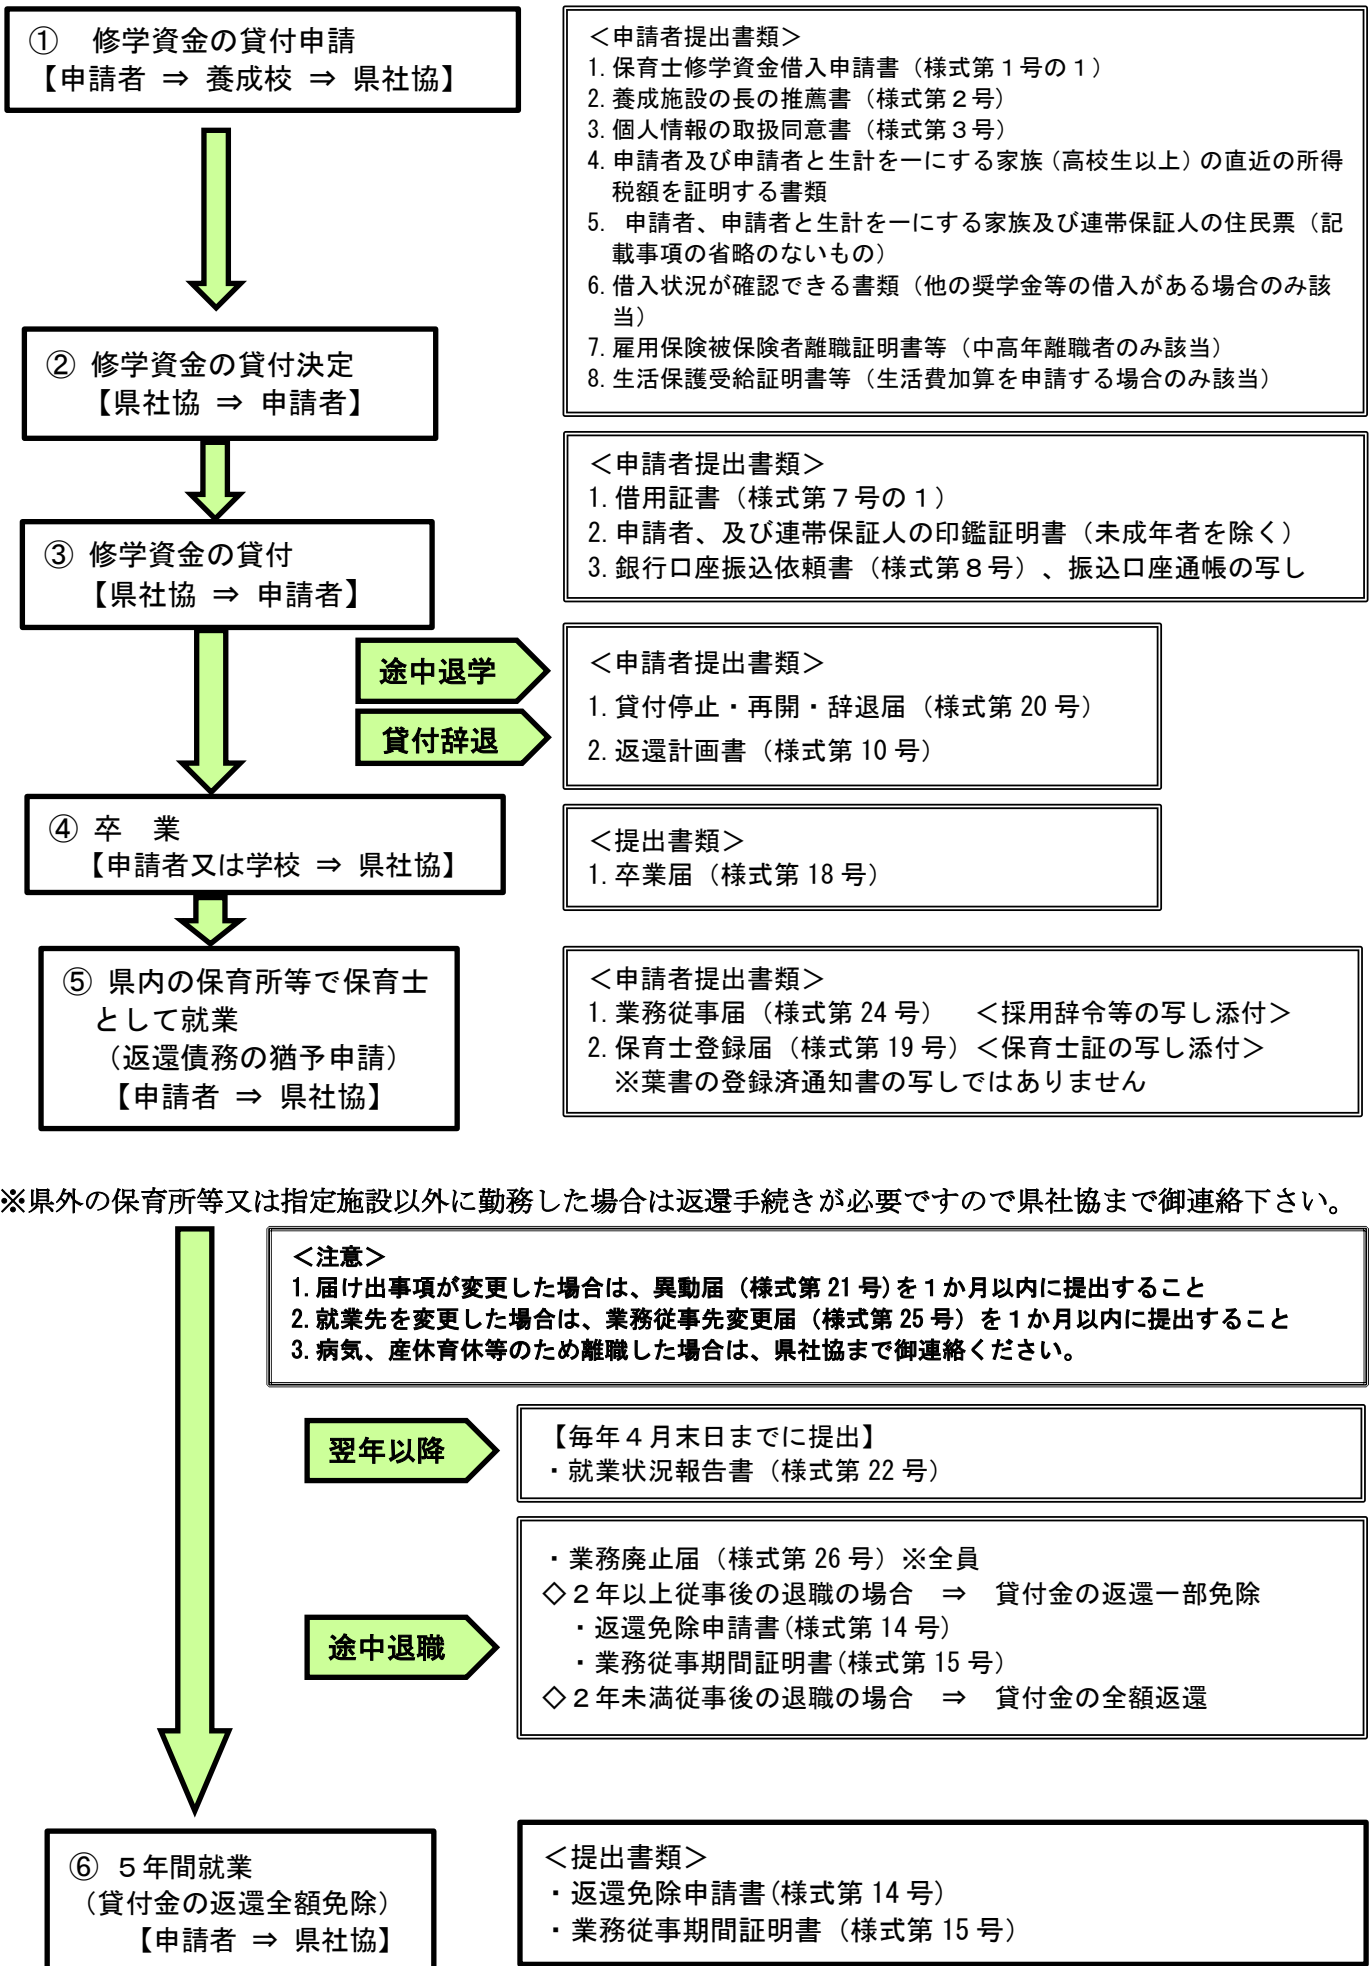 ① 修学資金の貸付申請
【申請者 ⇒ 養成校 ⇒ 県社協】
＜申請者提出書類＞
1.保育士修学資金借入申請書（様式第１号の１）
2.養成施設の長の推薦書（様式第２号）
3.個人情報の取扱同意書（様式第３号）
4.申請者及び申請者と生計を一にする家族（高校生以上）の直近の所得
税額を証明する書類
5. 申請者、申請者と生計を一にする家族及び連帯保証人の住民票（記
載事項の省略のないもの）
6.借入状況が確認できる書類（他の奨学金等の借入がある場合のみ該
当）
7.雇用保険被保険者離職証明書等（中高年離職者のみ該当）
8.生活保護受給証明書等（生活費加算を申請する場合のみ該当）
② 修学資金の貸付決定
【県社協 ⇒ 申請者】
＜申請者提出書類＞
1.借用証書（様式第７号の１）
2.申請者、及び連帯保証人の印鑑証明書（未成年者を除く）
3.銀行口座振込依頼書（様式第８号）、振込口座通帳の写し
③ 修学資金の貸付
【県社協 ⇒ 申請者】
途中退学
貸付辞退
＜申請者提出書類＞
1.貸付停止・再開・辞退届（様式第 20 号）
2.返還計画書（様式第 10 号）
④ 卒　業
【申請者又は学校 ⇒ 県社協】
＜提出書類＞
1.卒業届（様式第 18 号）
⑤ 県内の保育所等で保育士
として就業
（返還債務の猶予申請）
【申請者 ⇒ 県社協】
＜申請者提出書類＞
1.業務従事届（様式第 24 号）　＜採用辞令等の写し添付＞
2.保育士登録届（様式第 19 号）＜保育士証の写し添付＞
※葉書の登録済通知書の写しではありません
※県外の保育所等又は指定施設以外に勤務した場合は返還手続きが必要ですので県社協まで御連絡下さい。
＜注意＞
1.届け出事項が変更した場合は、異動届（様式第 21 号)を１か月以内に提出すること
2.就業先を変更した場合は、業務従事先変更届（様式第 25 号）を１か月以内に提出すること
3.病気、産休育休等のため離職した場合は、県社協まで御連絡ください。
翌年以降
【毎年４月末日までに提出】
・就業状況報告書（様式第 22 号）
途中退職
・業務廃止届（様式第 26 号）※全員
◇２年以上従事後の退職の場合　⇒　貸付金の返還一部免除
・返還免除申請書(様式第 14 号)
・業務従事期間証明書(様式第 15 号)
◇２年未満従事後の退職の場合　⇒　貸付金の全額返還
⑥ ５年間就業
（貸付金の返還全額免除）
【申請者 ⇒ 県社協】
＜提出書類＞
・返還免除申請書(様式第 14 号)
・業務従事期間証明書（様式第 15 号）